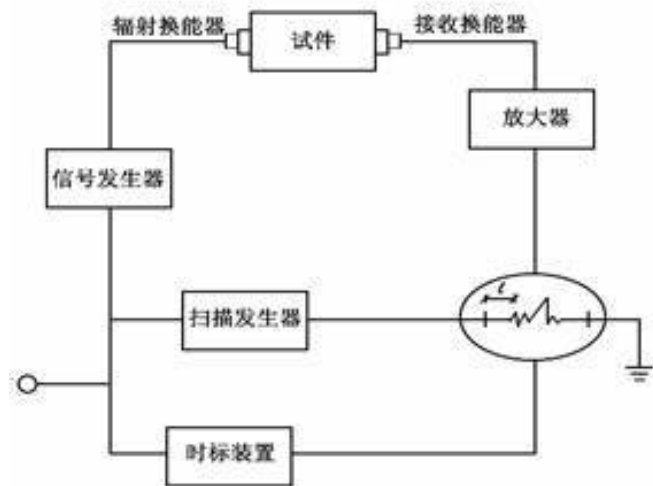 辐射换能器
试件
接收换能器
放大器
信号发生器
t
扫描发生器
时标装置